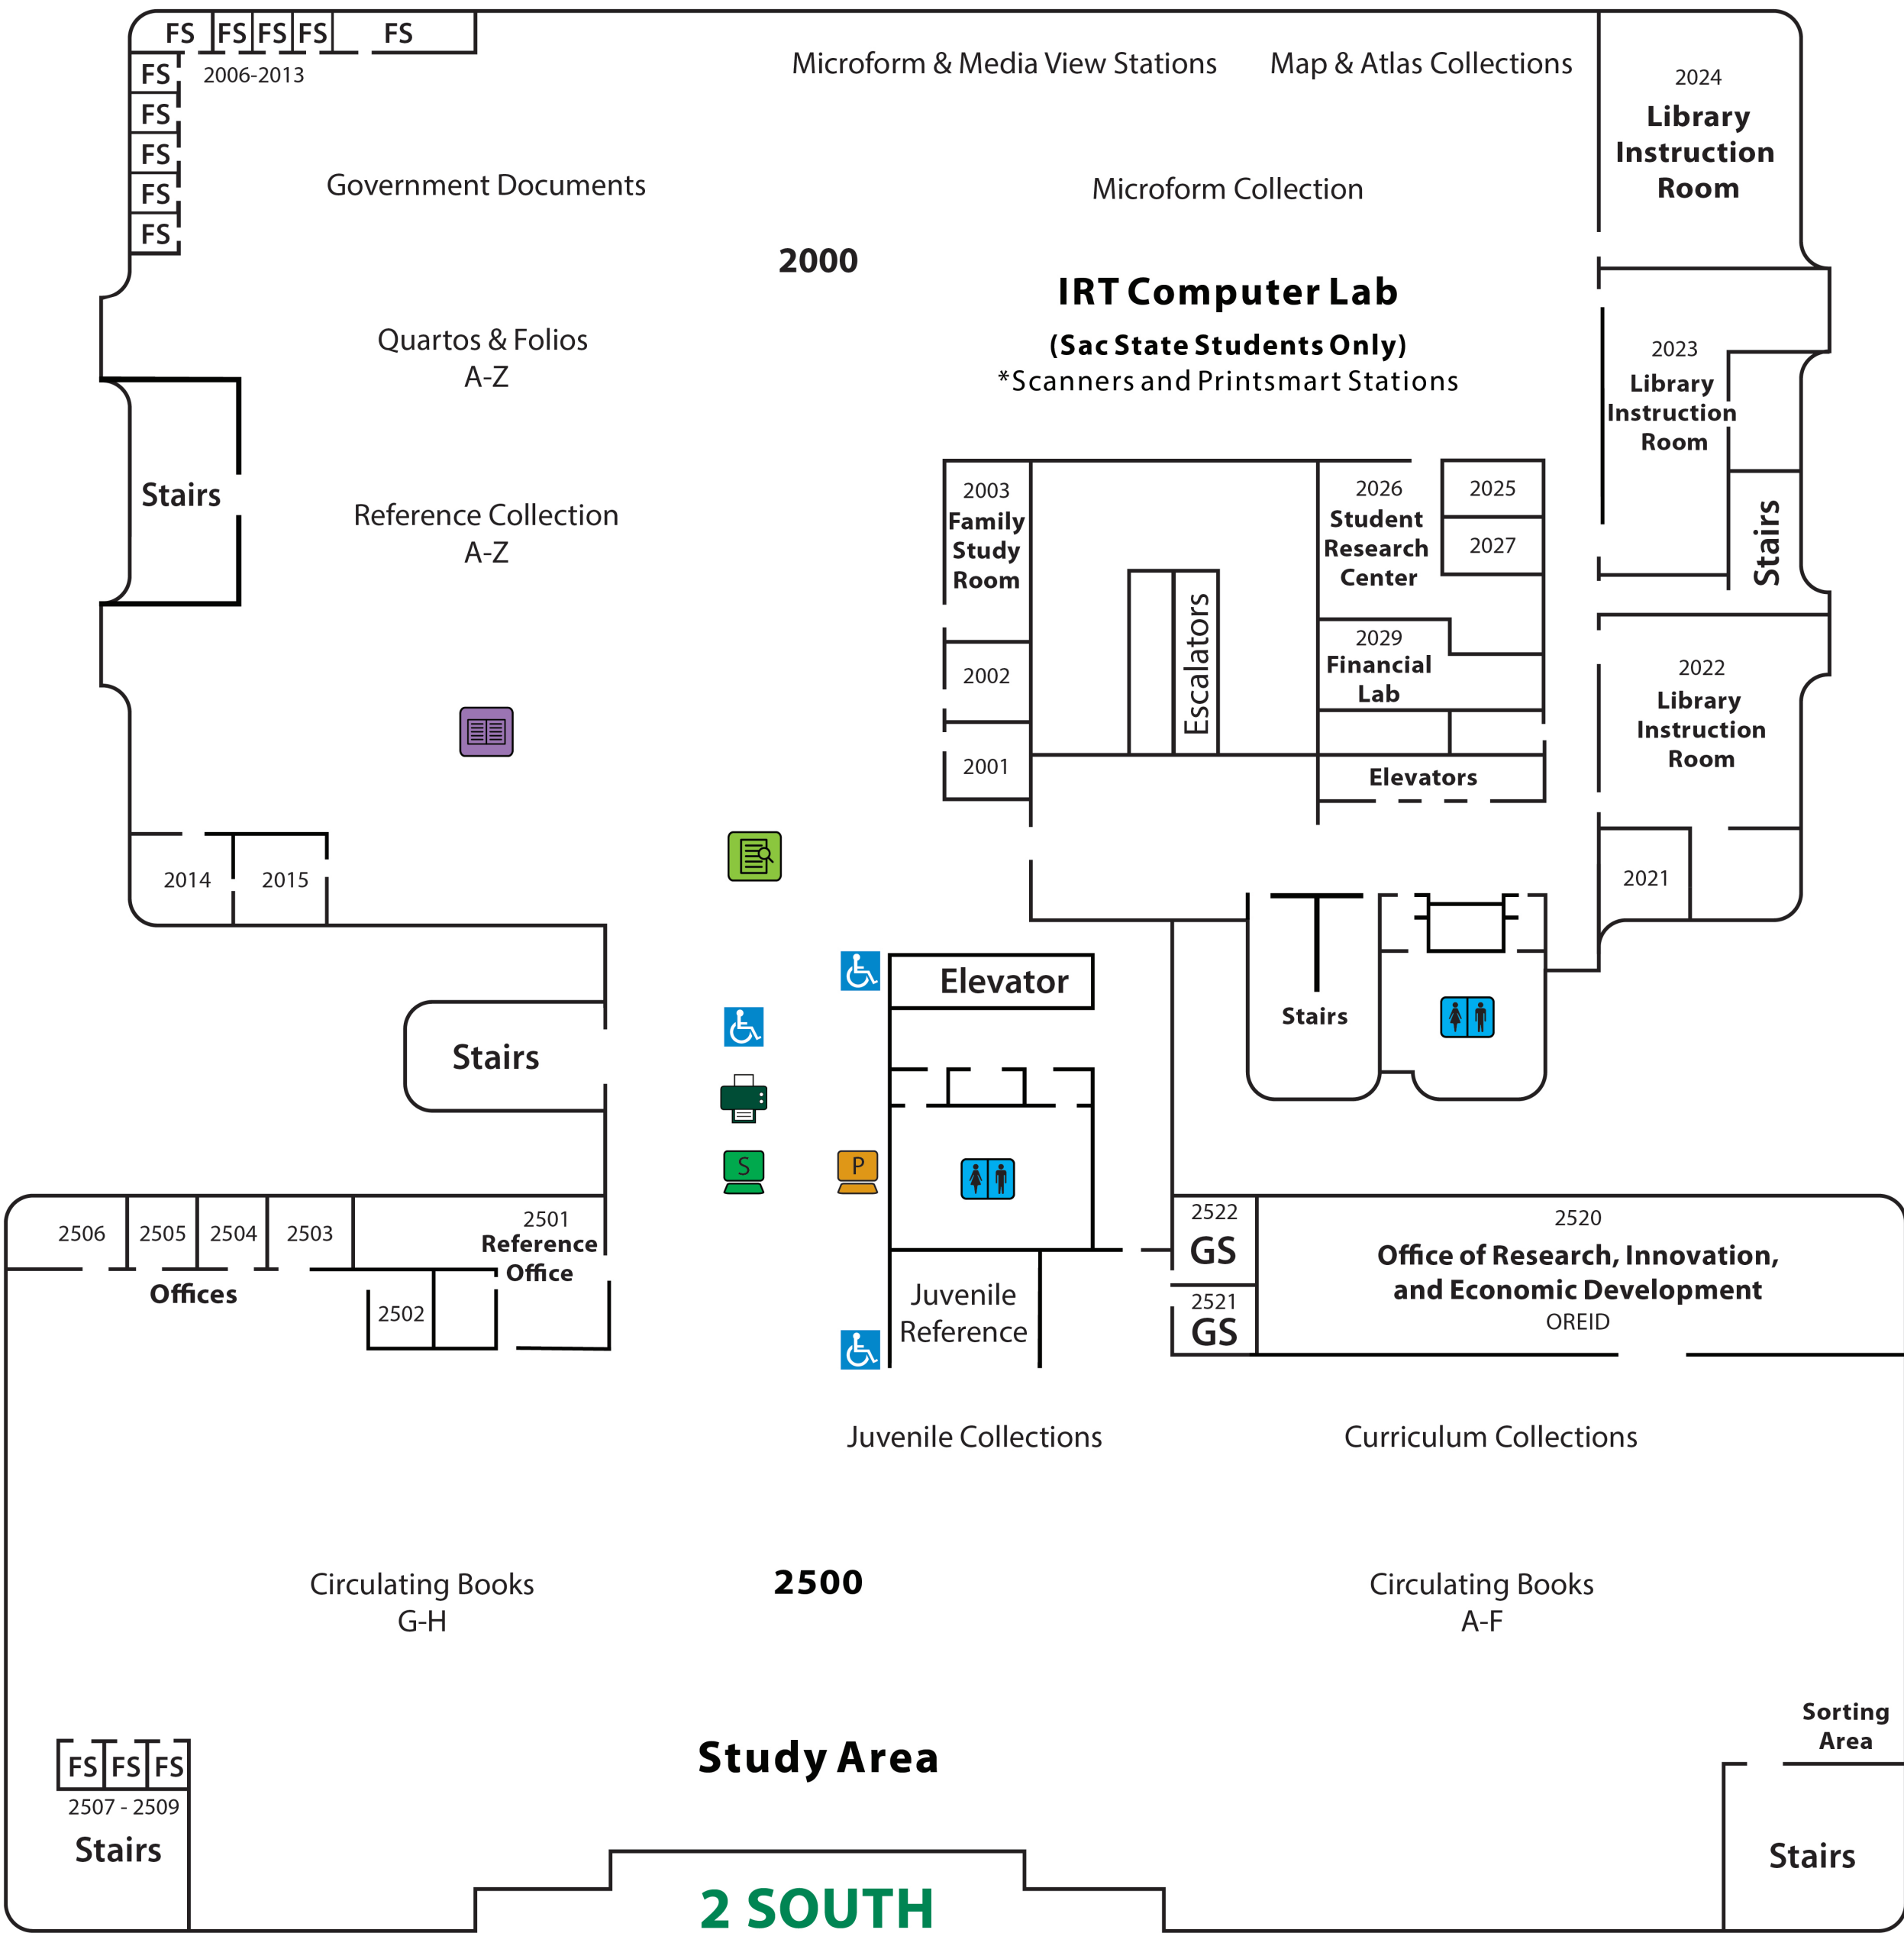 FS FS FS FS FS
FS 2006-2013
FS
FS
FS
FS
Microform & Media View Stations
Map & Atlas Collections
2024
Library
Instruction
Room
Government Documents
Microform Collection
2000
IRT Computer Lab
(Sac State Students Only)
*Scanners and Printsmart Stations
Quartos & Folios
A-Z
2023
Library
Instruction
Room
Stairs
Reference Collection
A-Z
2003
Family
Study
Room
2002
2001
Escalators
2026
Student
Research
Center
2025
2027
2029
Financial
Lab
Elevators
Stairs
2022
Library
Instruction
Room
2021
2014
2015
Elevator
Stairs
Stairs
S
P
2506
2505
2504
2503
Offices
2501
Reference
Office
2502
Juvenile
Reference
2522
GS
2521
GS
2520
Office of Research, Innovation,
and Economic Development
OREID
Juvenile Collections
Curriculum Collections
Circulating Books
G-H
2500
Circulating Books
A-F
Sorting
Area
FS FS FS
2507 - 2509
Stairs
Study Area
Stairs
2 SOUTH